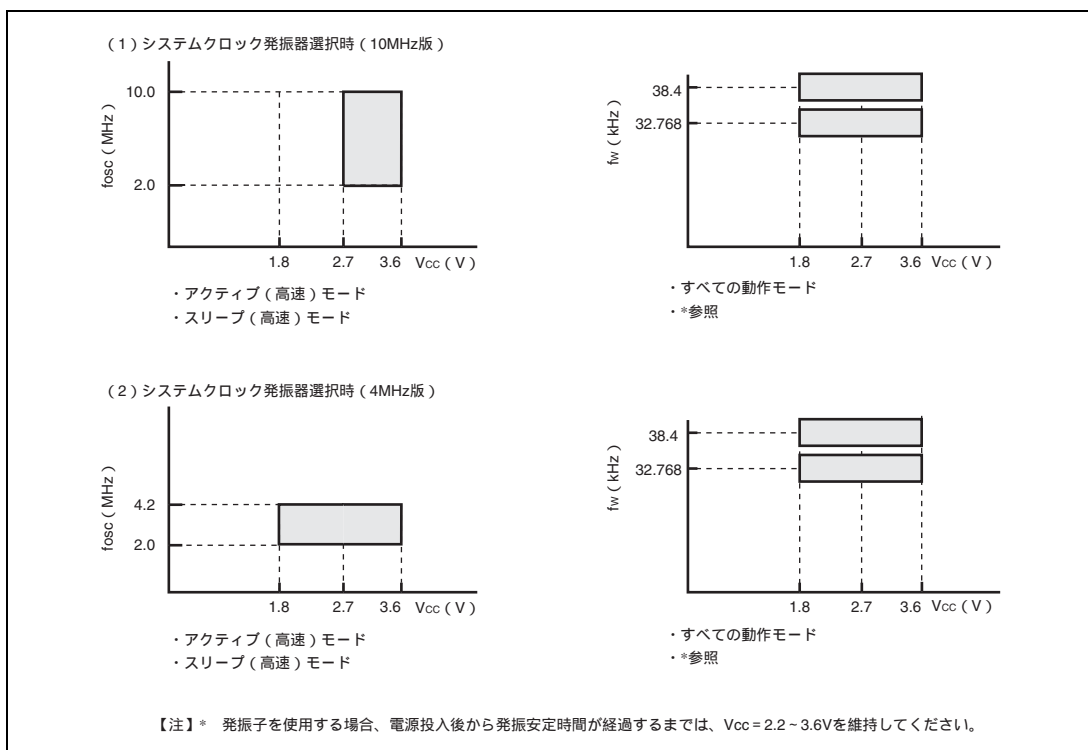 (1)システムクロック発振器選択時(10MHz版)
fosc(MHz)
10.0
2.0
1.8 2.7 3.6 Vcc(V)
・アクティブ(高速)モード
・スリープ(高速)モード
fw(kHz)
38.4
32.768
1.8 2.7 3.6 Vcc(V)
・すべての動作モード
・*参照
(2)システムクロック発振器選択時(4MHz版)
fosc(MHz)
4.2
2.0
1.8 2.7 3.6 Vcc(V)
・アクティブ(高速)モード
・スリープ(高速)モード
fw(kHz)
38.4
32.768
1.8 2.7 3.6 Vcc(V)
・すべての動作モード
・*参照
【注】* 発振子を使用する場合、電源投入後から発振安定時間が経過するまでは、Vcc=2.2~3.6Vを維持してください。